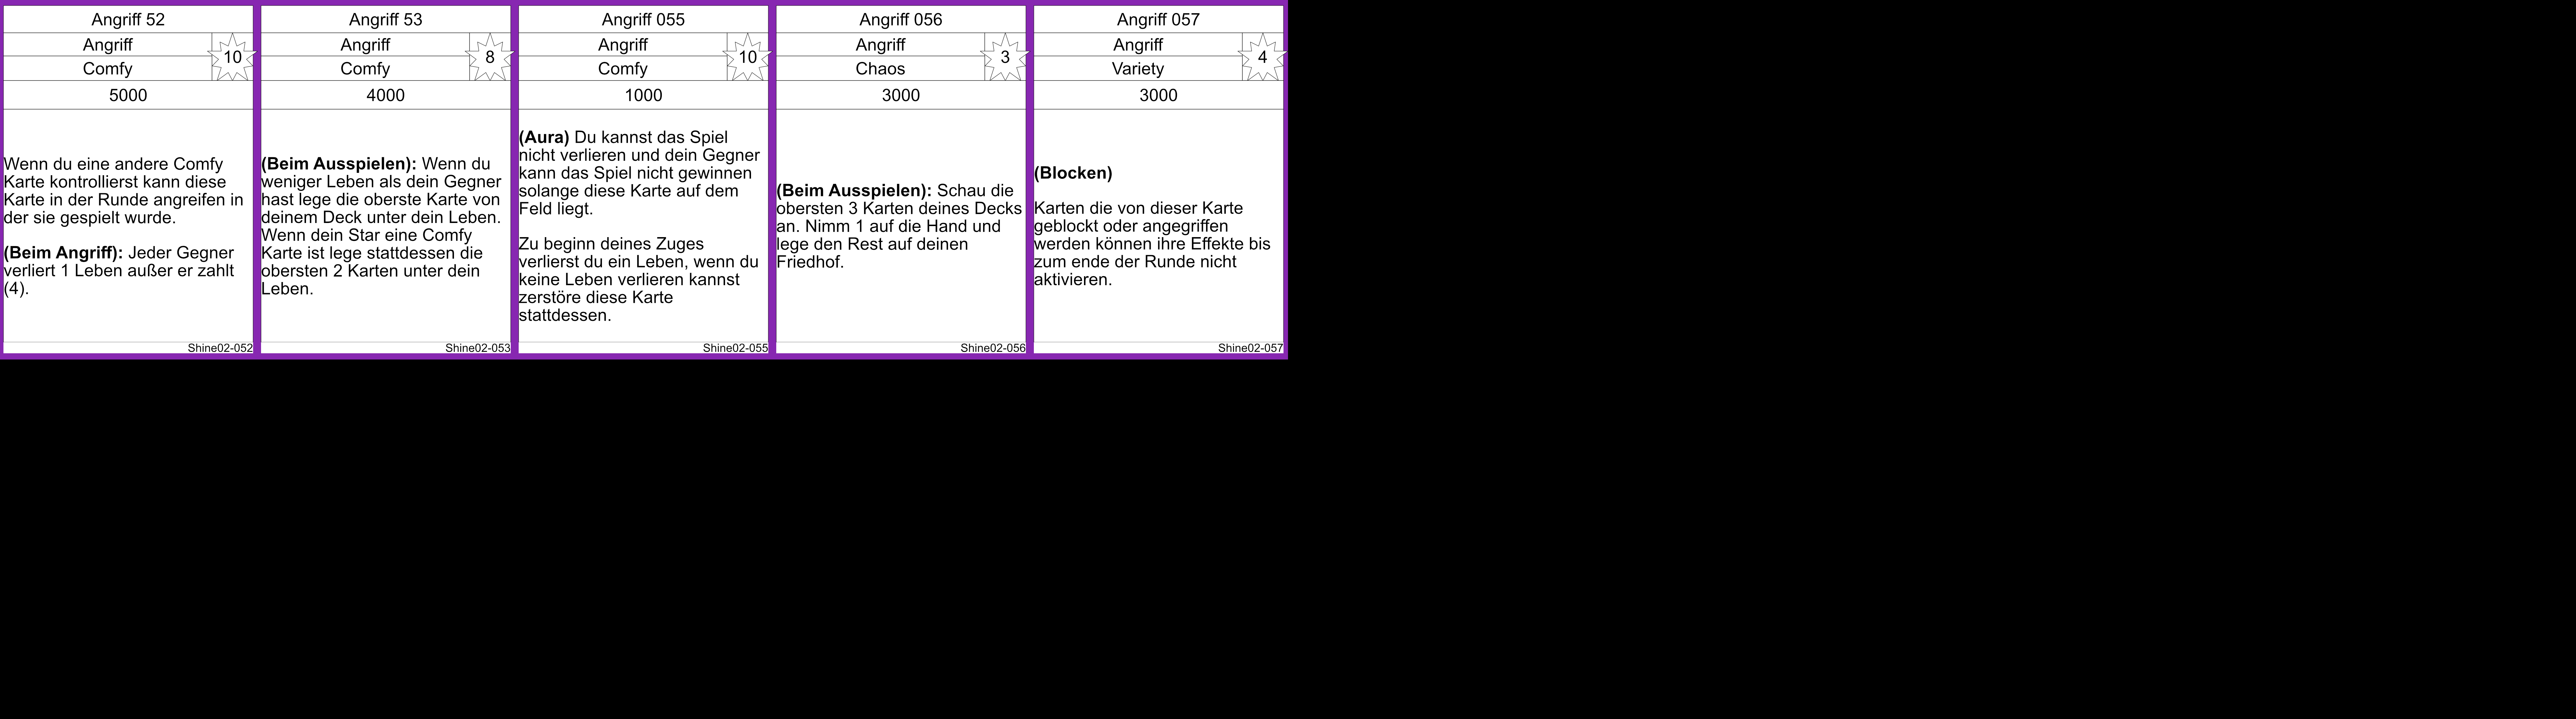 Angriff 52
Angriff
10
Comfy
5000
Wenn du eine andere Comfy
Karte kontrollierst kann diese
Karte in der Runde angreifen in
der sie gespielt wurde.
(Beim Angriff): Jeder Gegner
verliert 1 Leben außer er zahlt
(4).
Shine02-052
Angriff 53
Angriff
8
Comfy
4000
(Beim Ausspielen): Wenn du
weniger Leben als dein Gegner
hast lege die oberste Karte von
deinem Deck unter dein Leben.
Wenn dein Star eine Comfy
Karte ist lege stattdessen die
obersten 2 Karten unter dein
Leben.
Shine02-053
Angriff 055
Angriff
10
Comfy
1000
(Aura) Du kannst das Spiel
nicht verlieren und dein Gegner
kann das Spiel nicht gewinnen
solange diese Karte auf dem
Feld liegt.
Zu beginn deines Zuges
verlierst du ein Leben, wenn du
keine Leben verlieren kannst
zerstöre diese Karte
stattdessen.
Shine02-055
Angriff 056
Angriff
3
Chaos
3000
(Beim Ausspielen): Schau die
obersten 3 Karten deines Decks
an. Nimm 1 auf die Hand und
lege den Rest auf deinen
Friedhof.
Shine02-056
Angriff 057
Angriff
4
Variety
3000
(Blocken)
Karten die von dieser Karte
geblockt oder angegriffen
werden können ihre Effekte bis
zum ende der Runde nicht
aktivieren.
Shine02-057